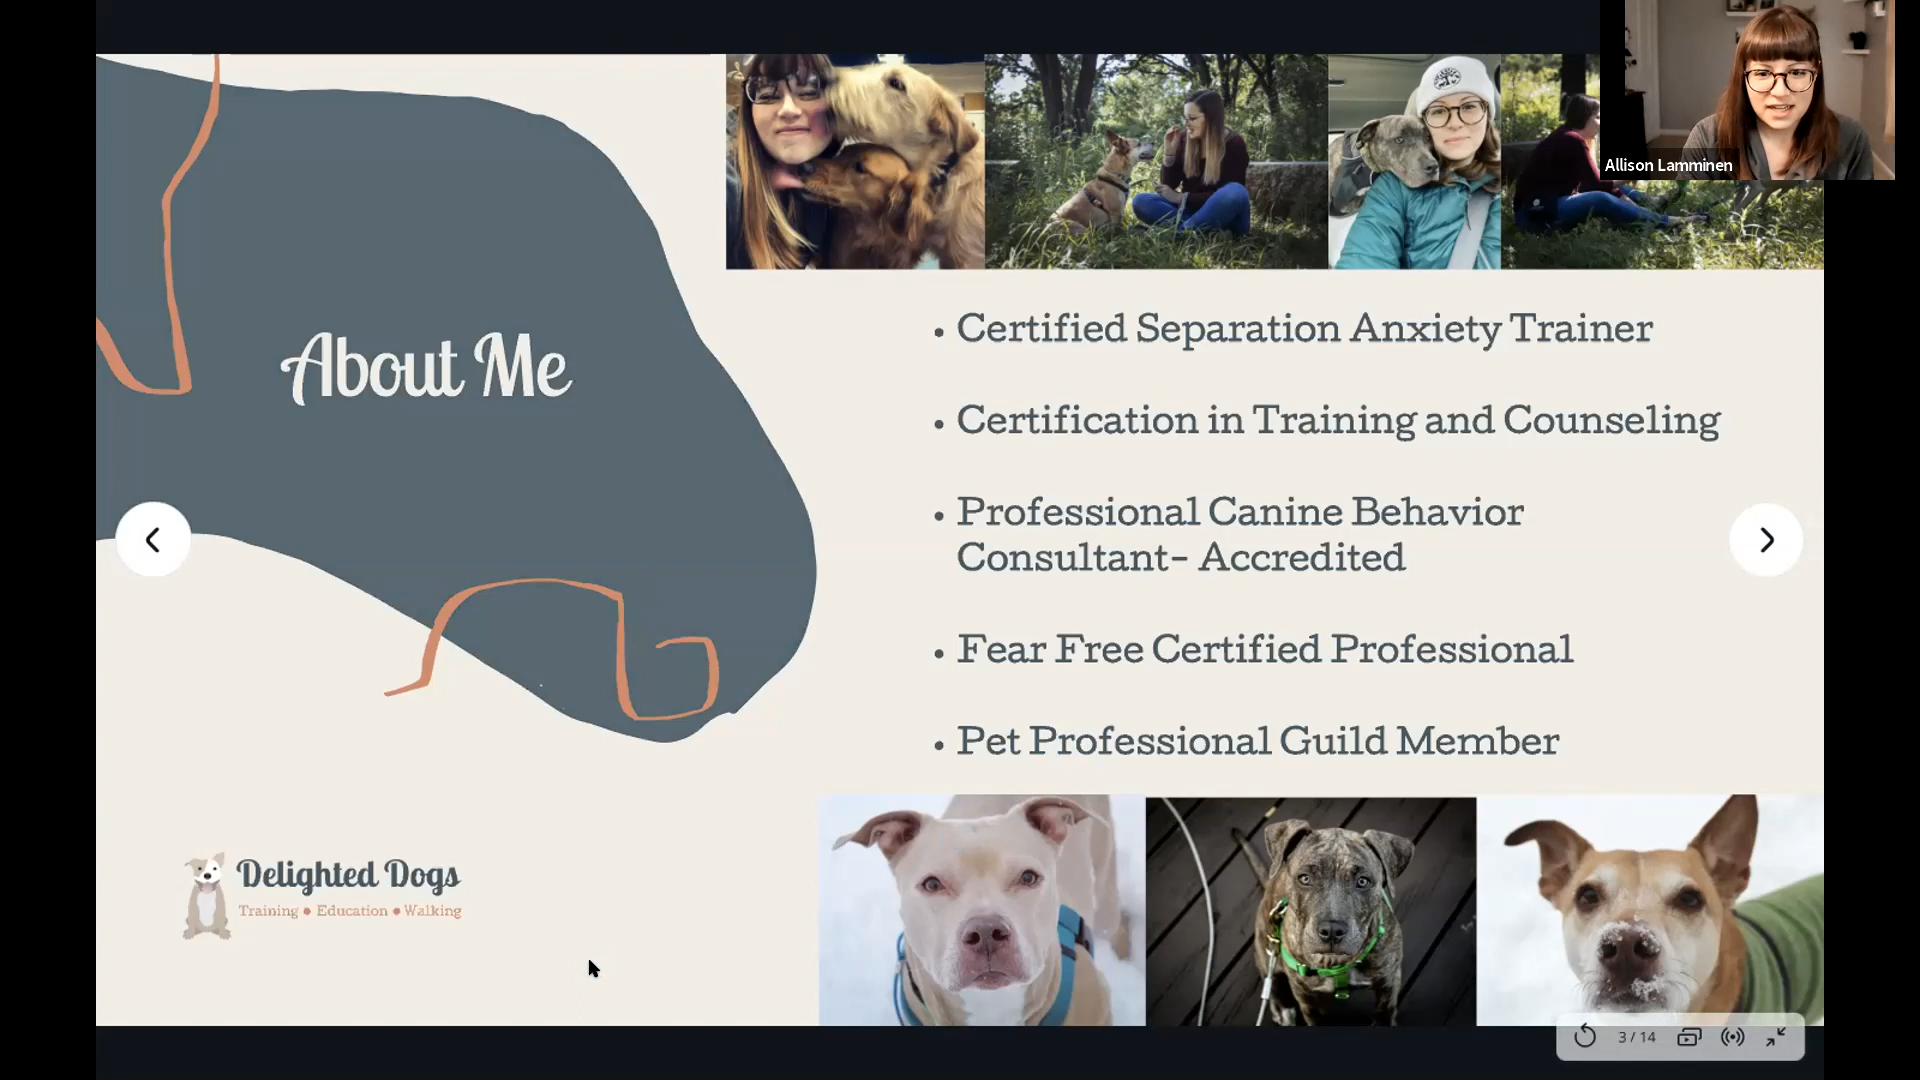 Allison Lamminen
About Me
• Certified Separation Anxiety Trainer
• Certification in Training and Counseling
• Professional Canine Behavior
Consultant- Accredited
• Fear Free Certified Professional
• Pet Professional Guild Member
Delighted Dogs
Training • Education • Walking
3 / 14